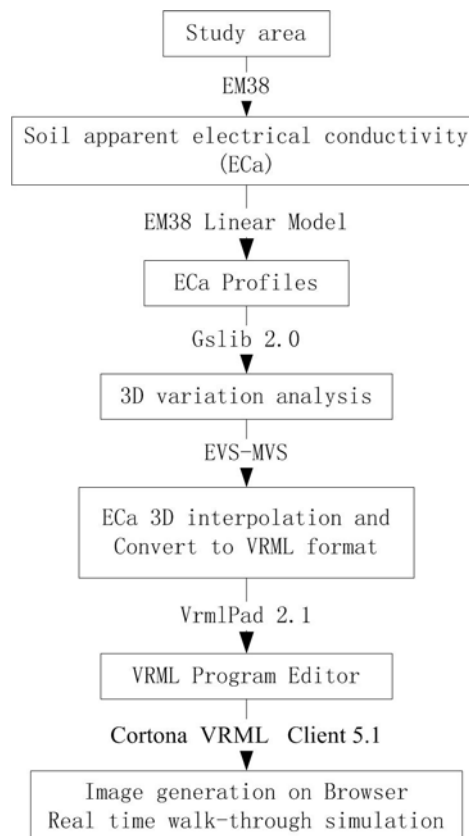 Study area
EM38
Soil apparent electrical conductivity
(ECa)
EM38 Linear Model
ECa Profiles
Gslib 2.0
3D variation analysis
EVS-MVS
ECa 3D interpolation and
Convert to VRML format
VrmlPad 2.1
VRML Program Editor
Cortona VRML Client 5.1
Image generation on Browser
Real time walk-through simulation